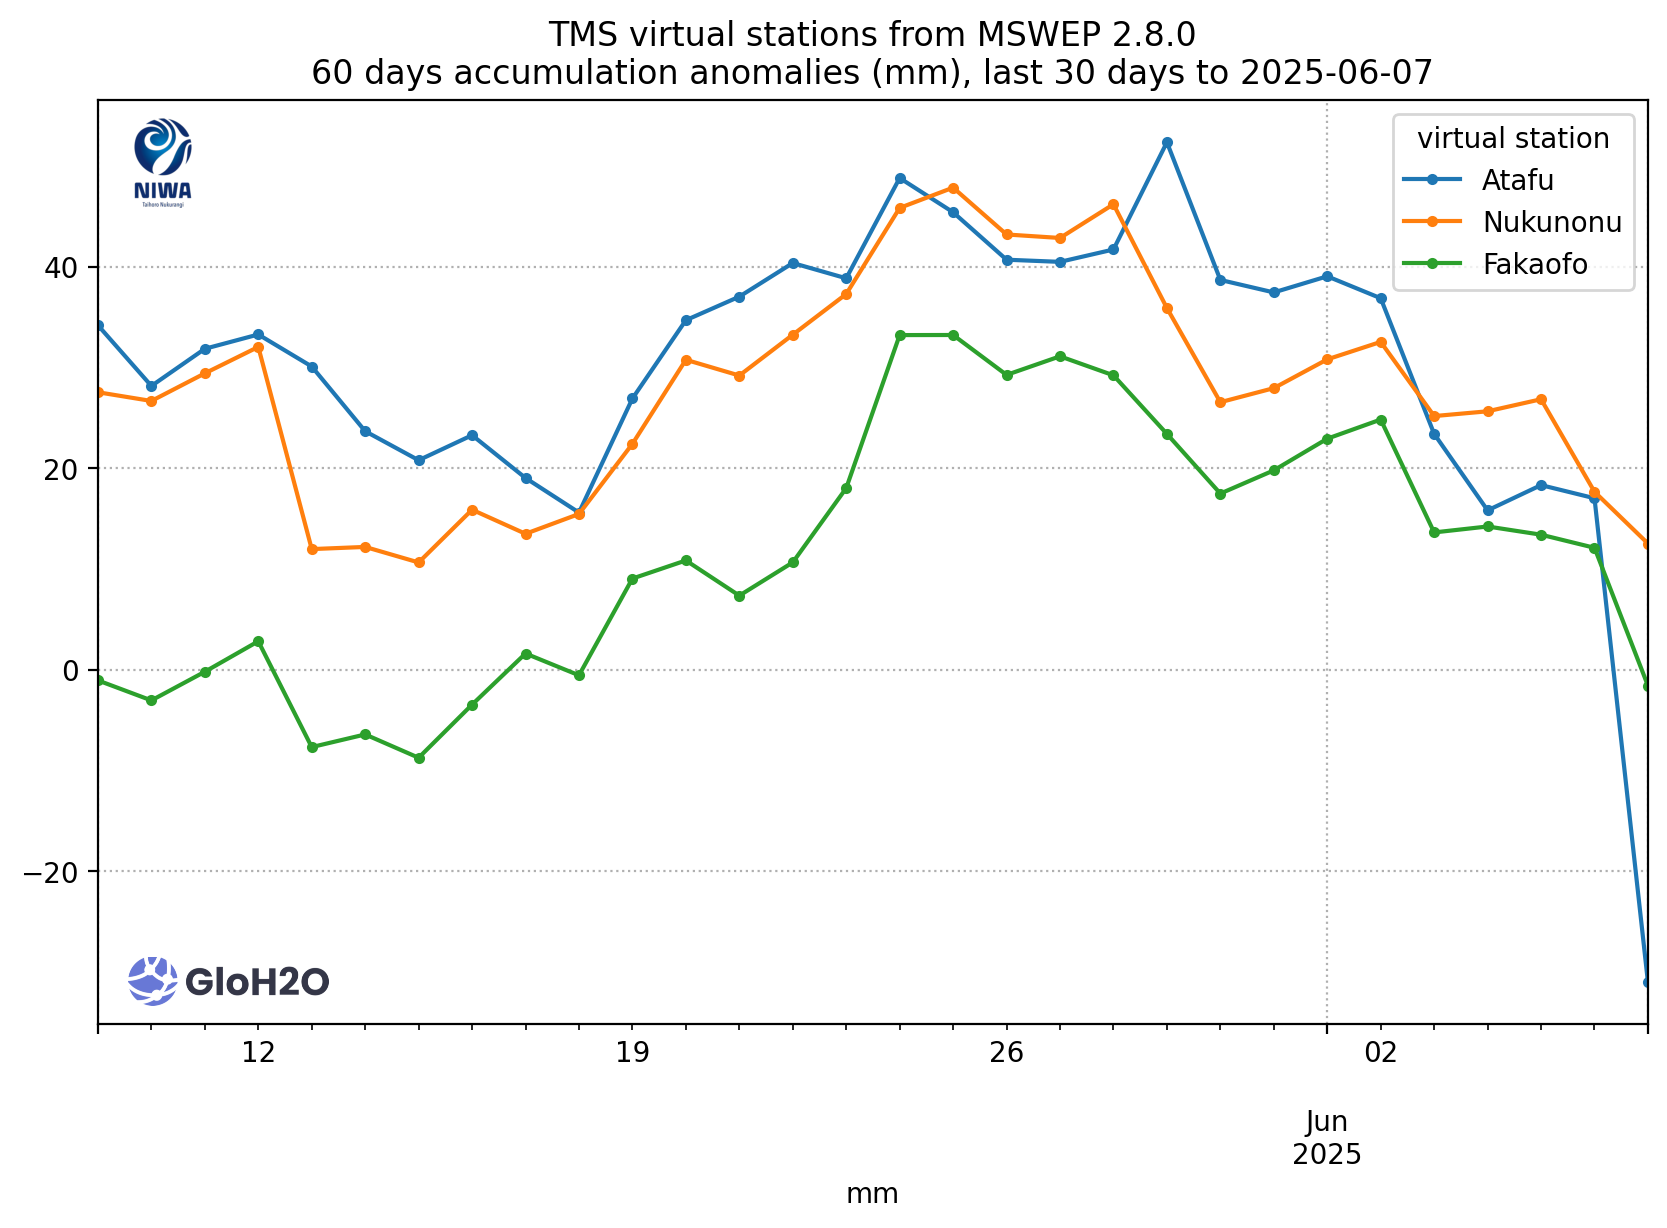 TMS virtual stations from MSWEP 2.8.0
60 days accumulation anomalies (mm), last 30 days to 2025-06-07
NIWA
Taihoro Nukurangi
virtual station
Atafu
Nukunonu
Fakaofo
40
20
0
−20
GloH2O
12
19
26
02
Jun
2025
mm